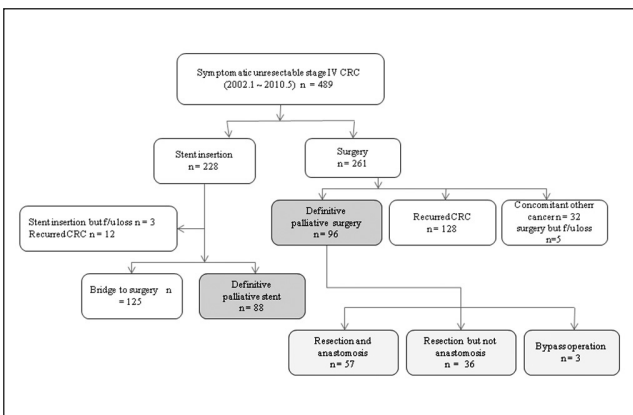 Symptomatic unresectable stage IV CRC
(2002.1 ~ 2010.5) n = 489
Stent insertion
n = 228
Surgery
n = 261
Stent insertion but f/u loss n = 3
Recurred CRC n = 12
Definitive
palliative surgery
n = 96
Recurred CRC
n = 128
Concomitant otherr
cancer n = 32
surgery but f/u loss
n=5
Bridge to surgery n
= 125
Definitive
palliative stent
n = 88
Resection and
anastomosis
n = 57
Resection but not
anastomosis
n = 36
Bypass operation
n = 3